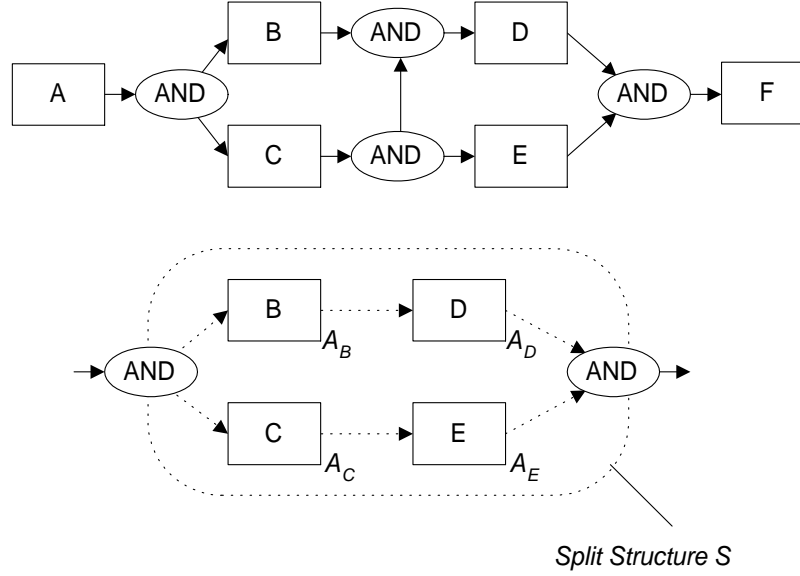 B AND D
A AND AND F
C AND E
B D
A_B A_D
AND AND
C E
A_C A_E
Split Structure S